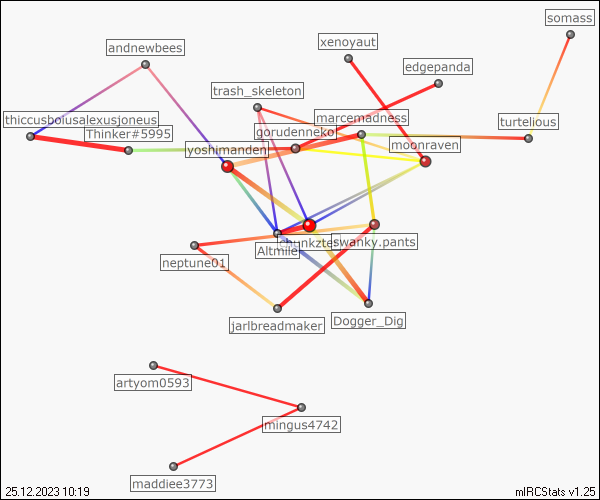 somass
xenoyaut
andnewbees
edgepanda
trash_skeleton
thiccusbolusalexusjoneus
marcemadness
turtelious
Thinker#5995
gorudenneko
moonraven
yoshimanden
chunkztes
swanky.pants
Altmile
neptune01
Dogger_Dig
jarlbreadmaker
artyom0593
mingus4742
maddiee3773
25.12.2023 10:19
mIRCStats v1.25